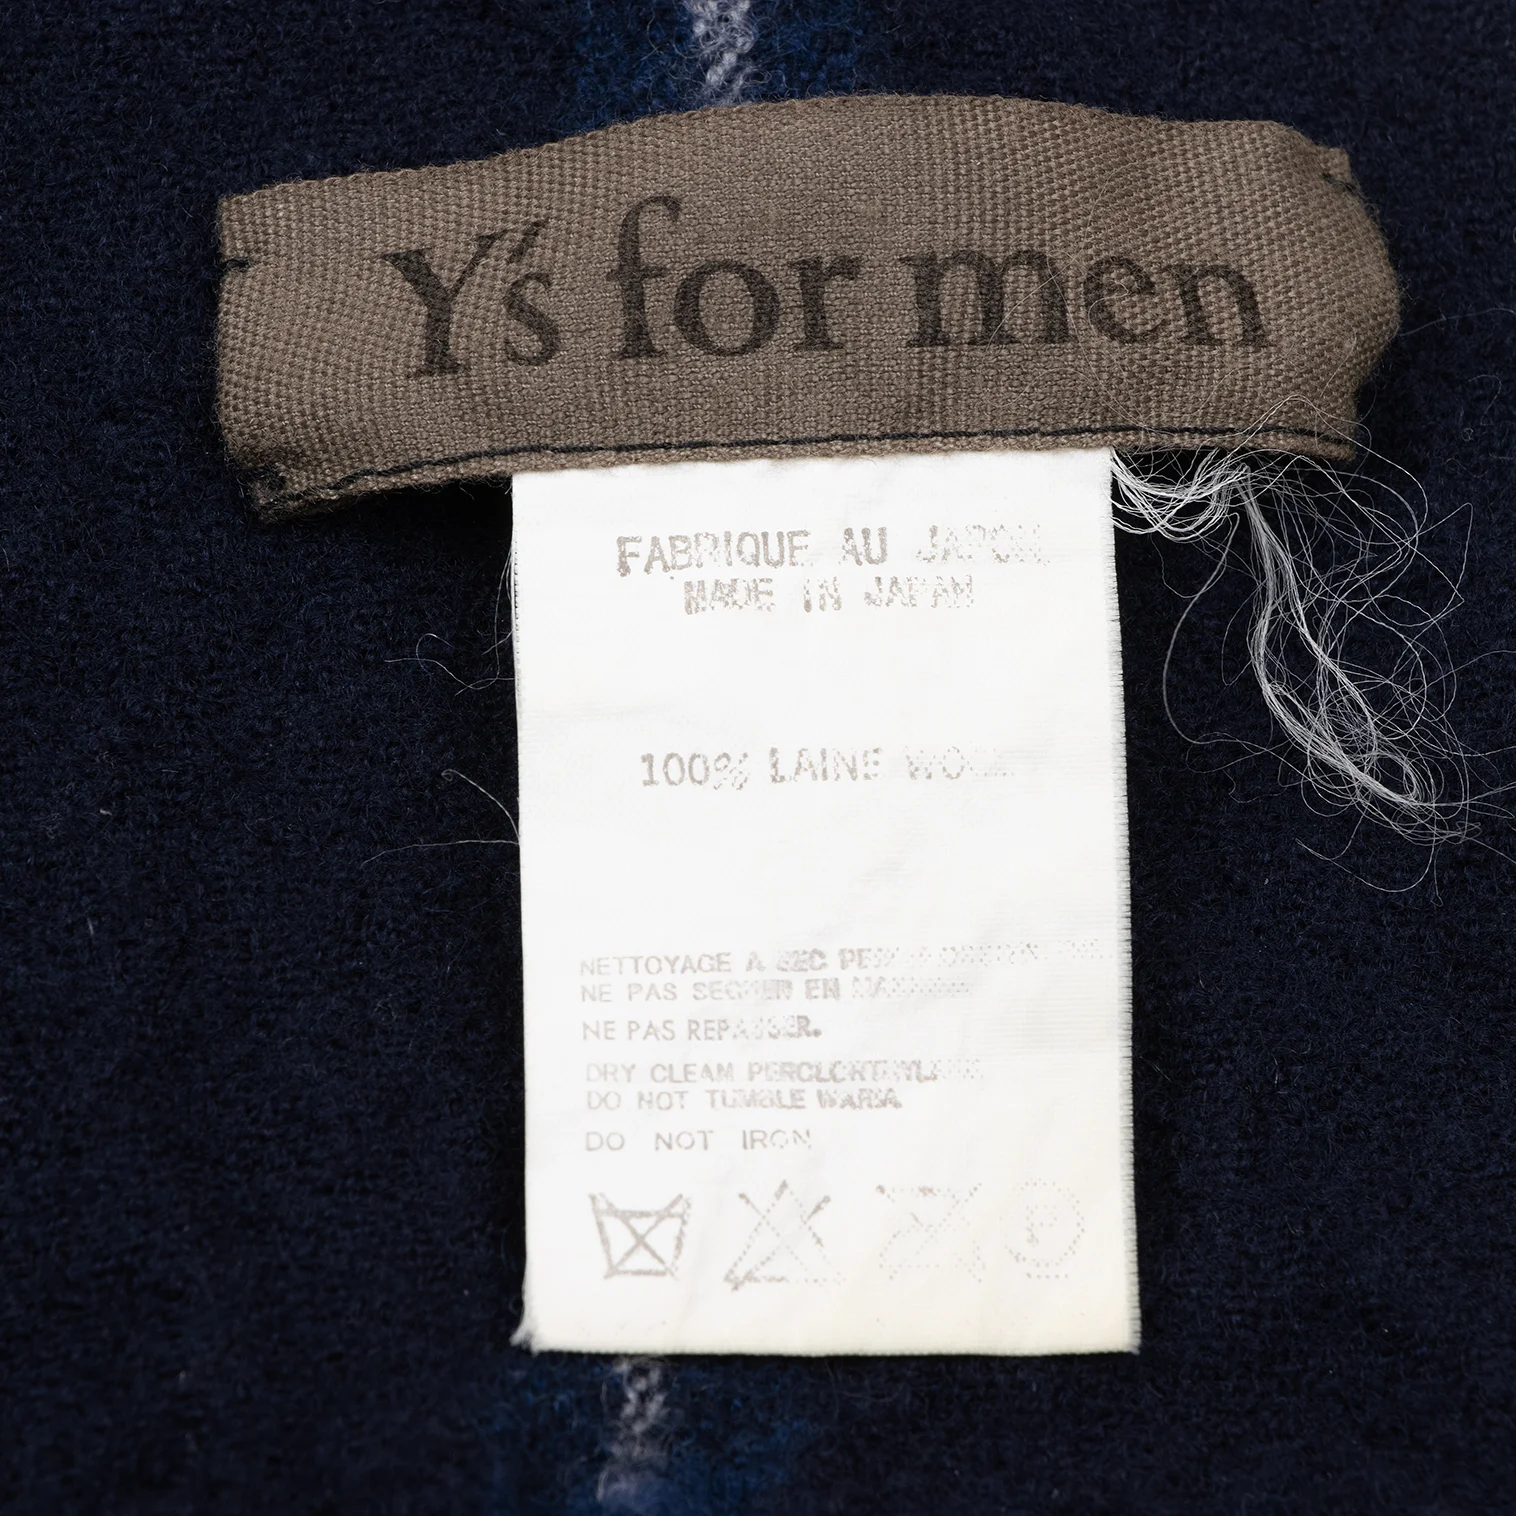 Y's for men
FABRIQUE AU JAPON
MADE IN JAPAN
100% LAINE WOOL
NETTOYAGE A SEC
NE PAS SECHER EN
NE PAS REPASSER.
DRY CLEAM
DO NOT TUMBLE
DO NOT IRON